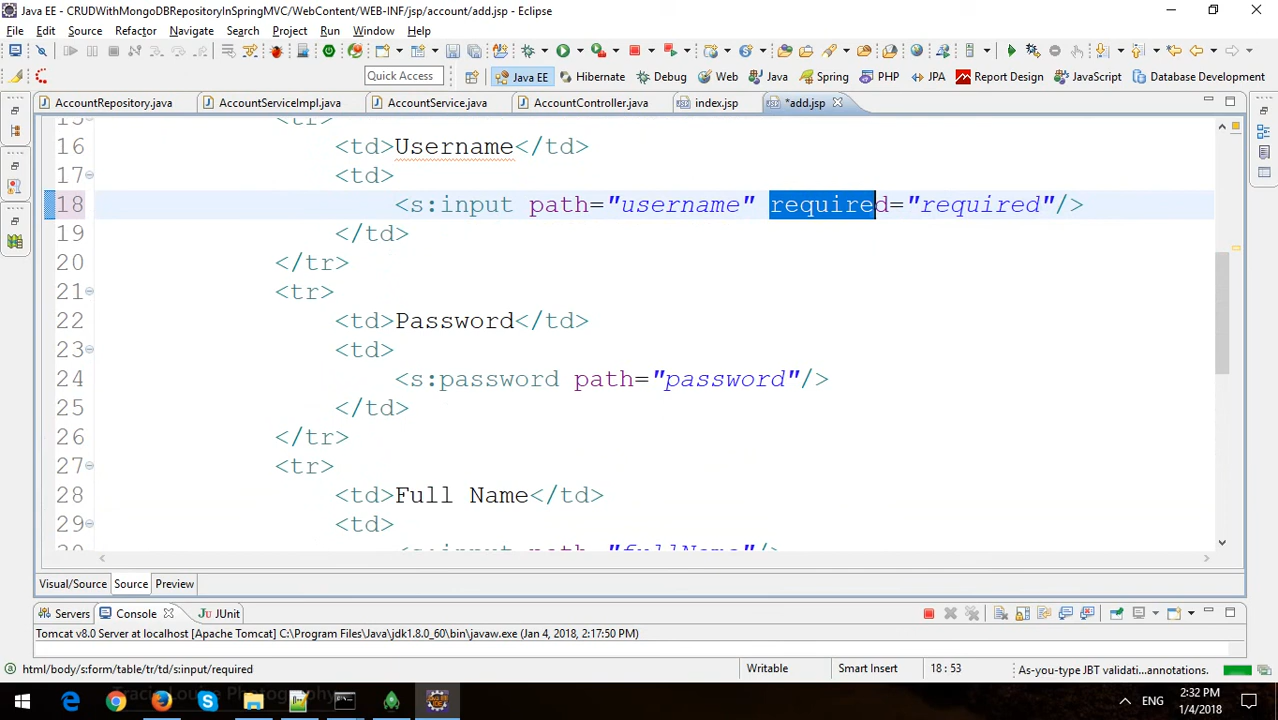 Java EE - CRUDWithMongoDBRepositoryInSpringMVC/WebContent/WEB-INF/jsp/account/add.jsp - Eclipse
File Edit Source Refactor Navigate Search Project Run Window Help
Quick Access Java EE Hibernate Debug Web Java Spring PHP JPA Report Design JavaScript Database Development
AccountRepository.java AccountServiceImpl.java AccountService.java AccountController.java index.jsp *add.jsp
15 <tr>
16 <td>Username</td>
17 <td>
18 <s:input path="username" required="required"/>
19 </td>
20 </tr>
21 <tr>
22 <td>Password</td>
23 <td>
24 <s:password path="password"/>
25 </td>
26 </tr>
27 <tr>
28 <td>Full Name</td>
29 <td>
30 <s:input path="fullName"/>
Visual/Source Source Preview
Servers Console JUnit
Tomcat v8.0 Server at localhost [Apache Tomcat] C:\Program Files\Java\jdk1.8.0_60\bin\javaw.exe (Jan 4, 2018, 2:17:50 PM)
html/body/s:form/table/tr/td/s:input/required Writable Smart Insert 18 : 53 As-you-type JBT validati...annotations.
ENG 2:32 PM
1/4/2018